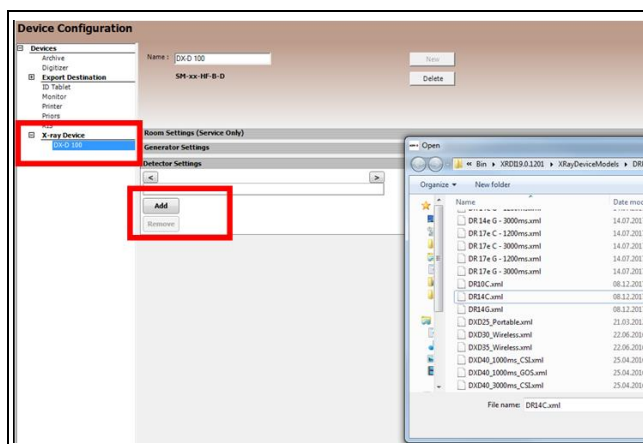 Device Configuration
Devices
Archive
Digitizer
Export Destination
ID Tablet
Monitor
Printer
Priors
RIS
X-ray Device
DX-D 100
Name : DX-D 100
New
SM-xx-HF-B-D
Delete
Room Settings (Service Only)
Generator Settings
Detector Settings
< >
Add
Remove
Open
« Bin ▸ XRDI19.0.1201 ▸ XRayDeviceModels ▸
Organize New folder
Name Date mod
14.07.201
DR 14e G - 3000ms.xml 14.07.201
DR 17e C - 1200ms.xml 14.07.201
DR 17e C - 3000ms.xml 14.07.201
DR 17e G - 1200ms.xml 14.07.201
DR 17e G - 3000ms.xml 14.07.201
DR10C.xml 08.12.201
DR14C.xml 08.12.201
DR14G.xml 08.12.201
DXD25_Portable.xml 21.03.201
DXD30_Wireless.xml 22.06.201
DXD35_Wireless.xml 22.06.201
DXD40_1000ms_CSI.xml 25.04.201
DXD40_1000ms_GOS.xml 25.04.201
DXD40_3000ms_CSI.xml 25.04.201
File name: DR14C.xml